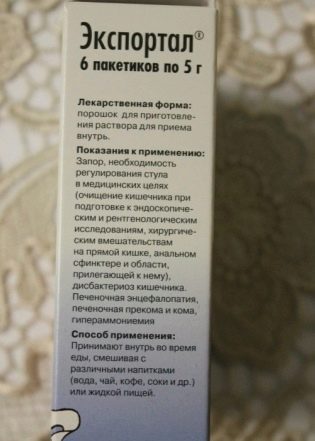 Экспортал®
6 пакетиков по 5 г
Лекарственная форма:
порошок для приготовле-
ния раствора для приема
внутрь.
Показания к применению:
Запор, необходимость
регулирования стула
в медицинских целях
(очищение кишечника при
подготовке к эндоскопиче-
ским и рентгенологическим
исследованиям, хирургиче-
ским вмешательствам
на прямой кишке, анальном
сфинктере и области,
прилегающей к нему),
дисбактериоз кишечника.
Печеночная энцефалопатия,
печеночная прекома и кома,
гипераммониемия
Способ применения:
Принимают внутрь во время
еды, смешивая с
различными напитками
(вода, чай, кофе, соки и др.)
или жидкой пищей.